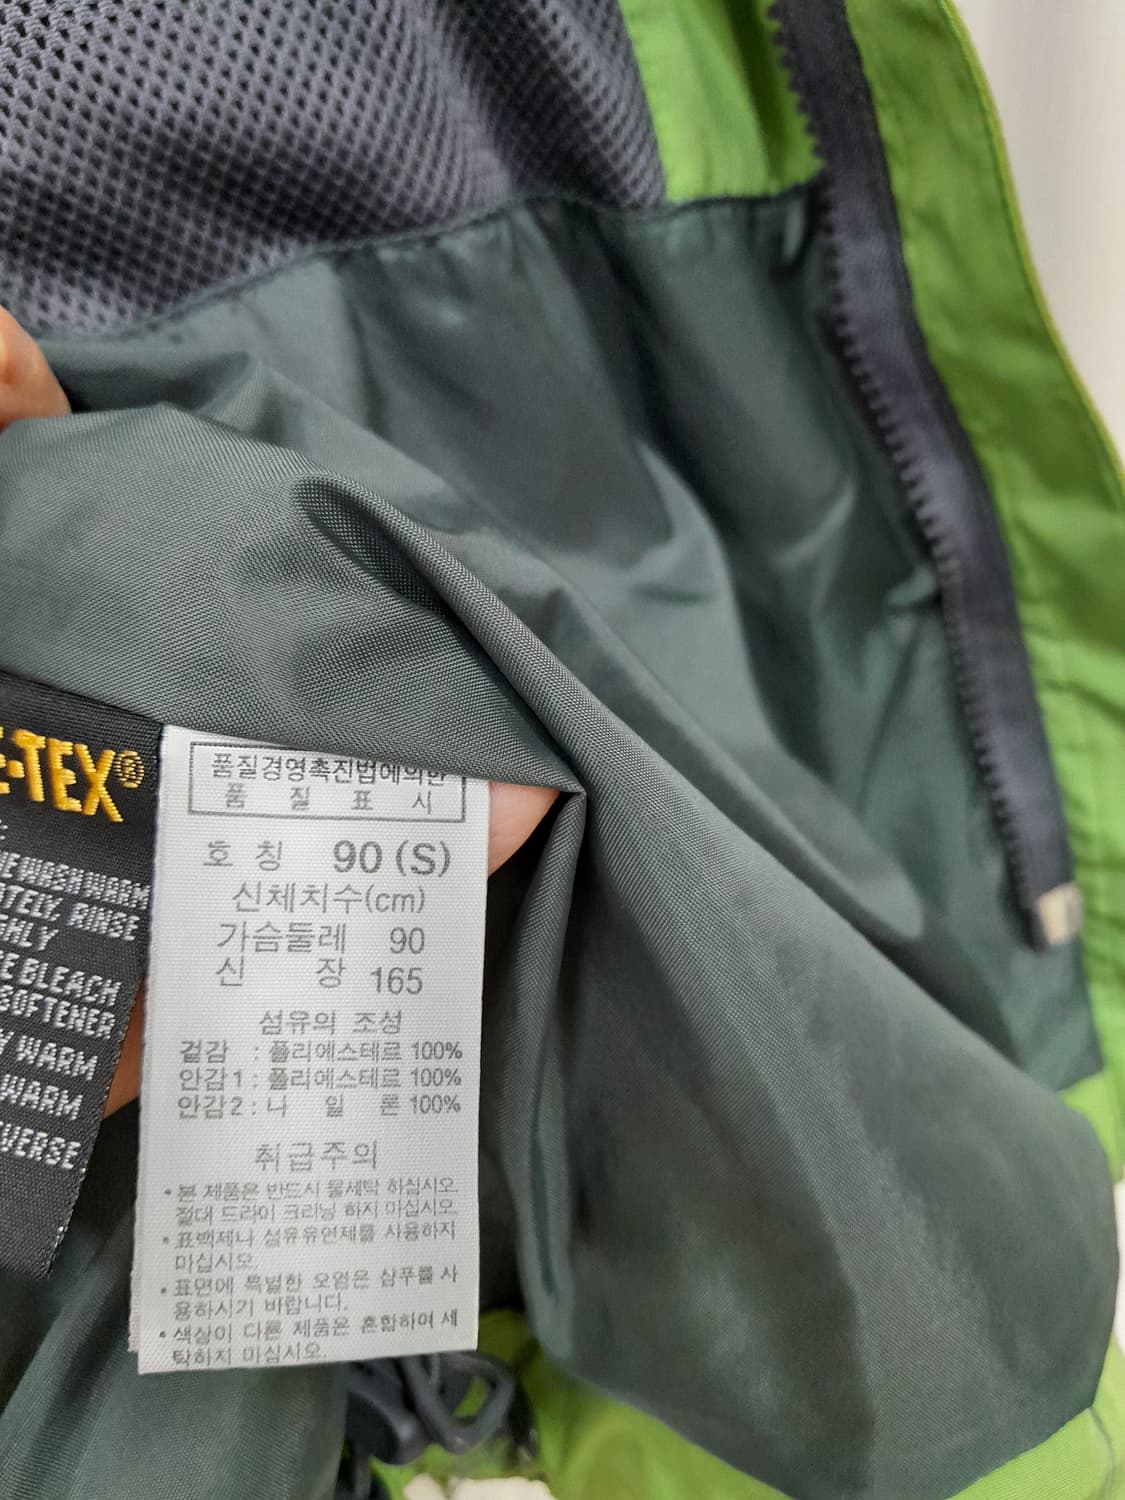 -TEX®
WASH WARM
RINSE
BLEACH
SOFTENER
WARM
WARM
품질경영촉진법에의한
품 질 표 시
호 칭 90 (S)
신체치수(cm)
가슴둘레 90
신 장 165
섬유의 조성
겉감 : 폴리에스테르 100%
안감1 : 폴리에스테르 100%
안감2 : 나 일 론 100%
취급주의
• 본 제품은 반드시 물세탁 하십시오.
절대 드라이 크리닝 하지 마십시오.
• 표백제나 섬유유연제를 사용하지
마십시오.
• 표면에 특별한 오염은 샴푸를 사
용하시기 바랍니다.
• 색상이 다른 제품은 혼합하여 세
탁하지 마십시오.